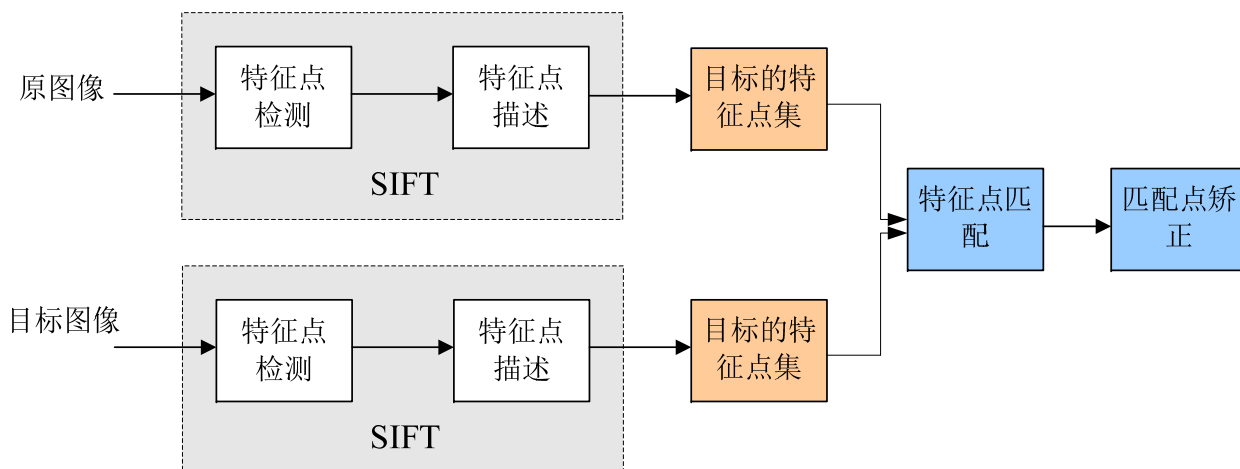 原图像
特征点
检测
特征点
描述
SIFT
目标的特
征点集
目标图像
特征点
检测
特征点
描述
SIFT
目标的特
征点集
特征点匹
配
匹配点矫
正